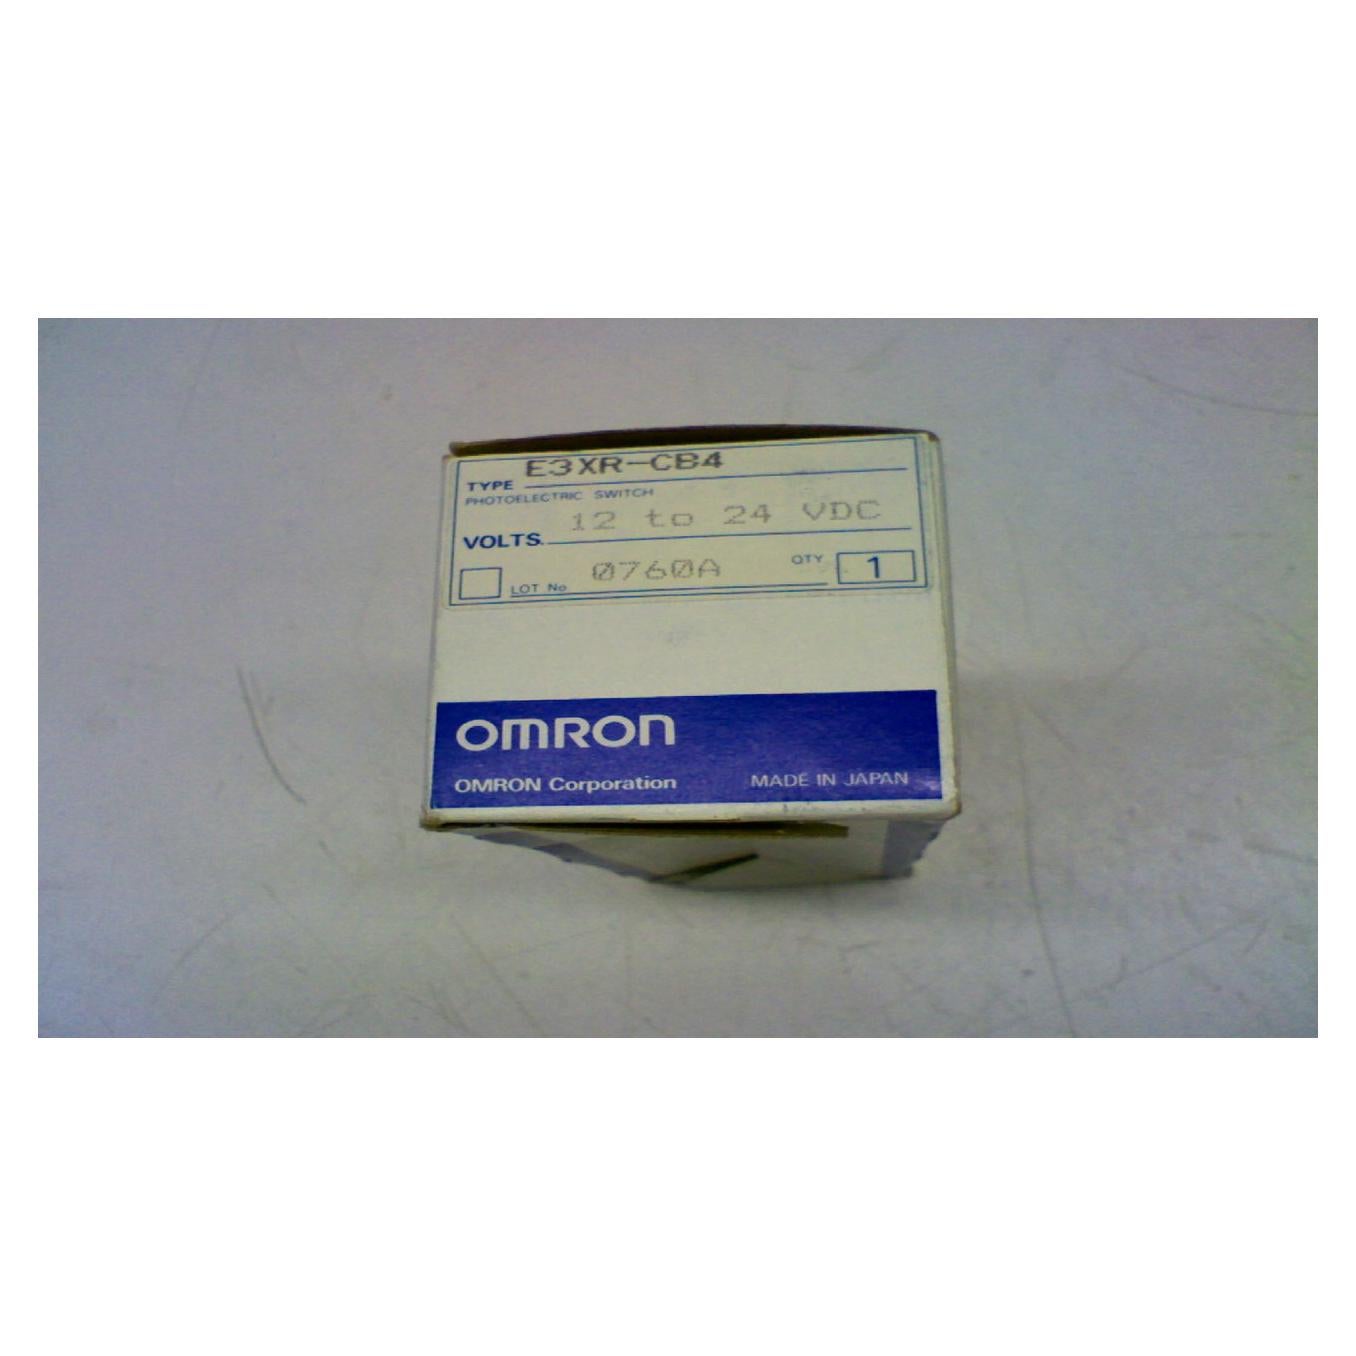 TYPE E3XR-CB4
PHOTOELECTRIC SWITCH
VOLTS. 12 to 24 VDC
LOT No 0760A QTY 1
OMRON
OMRON Corporation MADE IN JAPAN